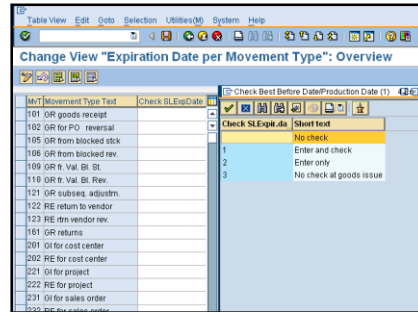 Table View Edit Goto Selection Utilities(M) System Help
Change View "Expiration Date per Movement Type": Overview
MvT Movement Type Text Check SLExpDate
101 GR goods receipt
102 GR for PO reversal
105 GR from blocked stck
106 GR from blocked rev.
109 GR fr. Val. Bl. St.
110 GR fr. Val. Bl. Rev.
121 GR subseq. adjustm.
122 RE return to vendor
123 RE rtrn vendor rev.
161 GR returns
201 GI for cost center
202 RE for cost center
221 GI for project
222 RE for project
231 GI for sales order
232 RE for sales order
Check Best Before Date/Production Date (1)
Check SLExpir.da Short text
No check
1 Enter and check
2 Enter only
3 No check at goods issue